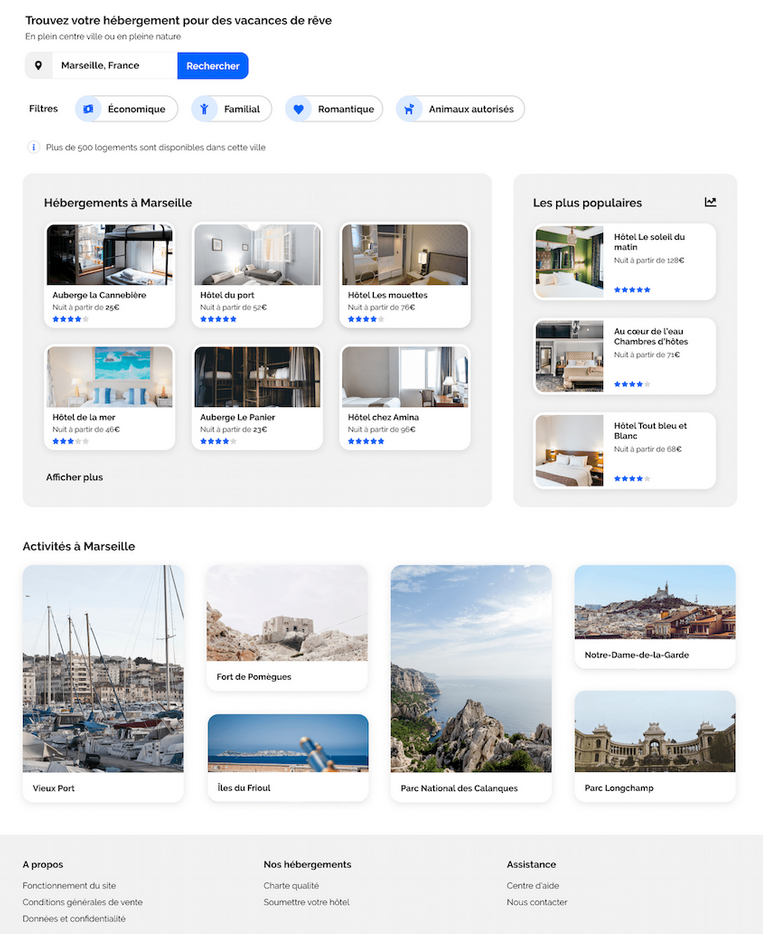 Trouvez votre hébergement pour des vacances de rêve
En plein centre ville ou en pleine nature
Marseille, France
Rechercher
Filtres
Économique
Familial
Romantique
Animaux autorisés
Plus de 500 logements sont disponibles dans cette ville
Hébergements à Marseille
Auberge la Cannebière
Nuit à partir de 25€
Hôtel du port
Nuit à partir de 52€
Hôtel Les mouettes
Nuit à partir de 76€
Hôtel de la mer
Nuit à partir de 46€
Auberge Le Panier
Nuit à partir de 23€
Hôtel chez Amina
Nuit à partir de 96€
Afficher plus
Les plus populaires
Hôtel Le soleil du
matin
Nuit à partir de 128€
Au cœur de l'eau
Chambres d'hôtes
Nuit à partir de 71€
Hôtel Tout bleu et
Blanc
Nuit à partir de 68€
Activités à Marseille
Vieux Port
Fort de Pomègues
Îles du Frioul
Parc National des Calanques
Notre-Dame-de-la-Garde
Parc Longchamp
A propos
Fonctionnement du site
Conditions générales de vente
Données et confidentialité
Nos hébergements
Charte qualité
Soumettre votre hôtel
Assistance
Centre d'aide
Nous contacter